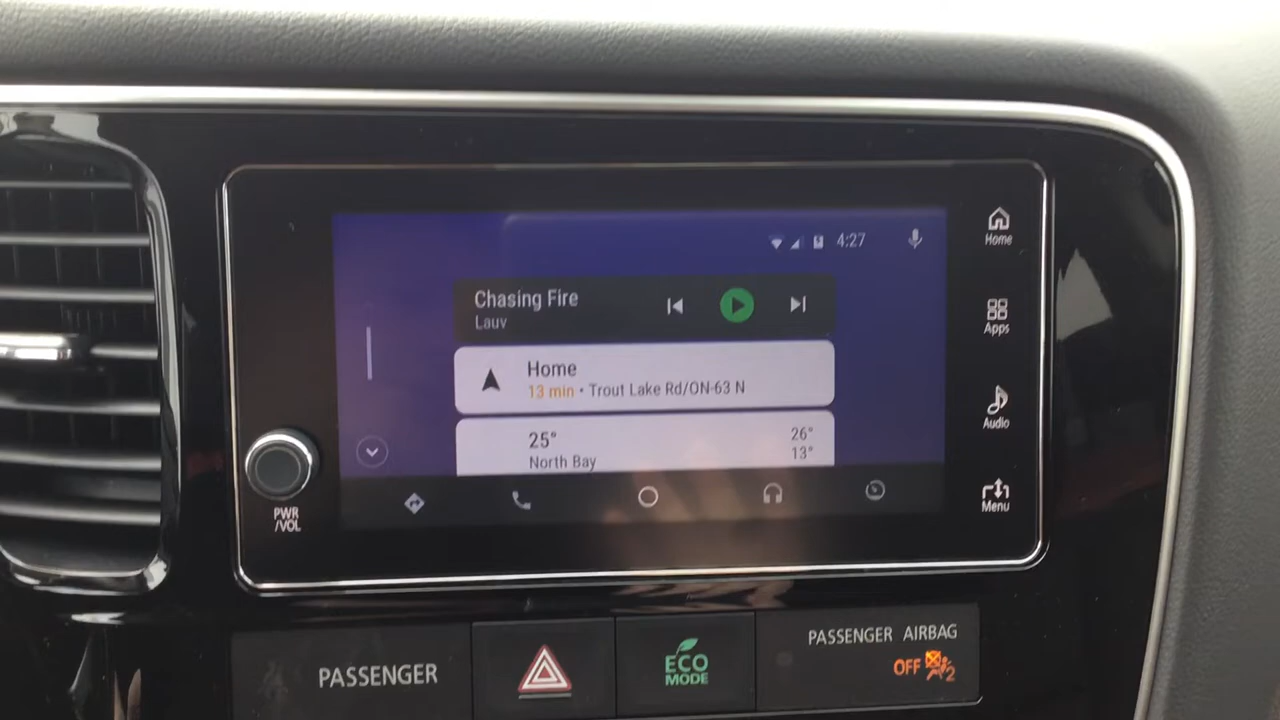 4:27
Chasing Fire
Lauv
Home
13 min • Trout Lake Rd/ON-63 N
25°
North Bay
26°
13°
Home
Apps
Audio
Menu
PWR
/VOL
PASSENGER
ECO
MODE
PASSENGER AIRBAG
OFF 2